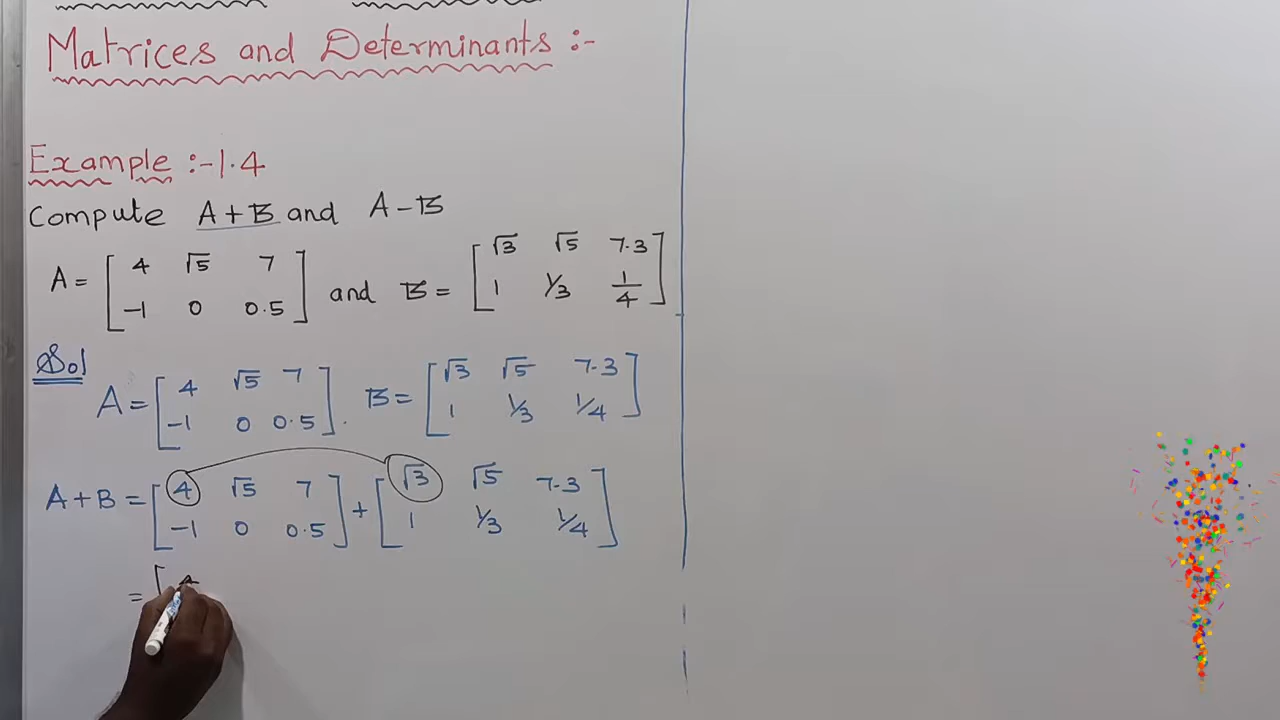 Matrices and Determinants :-
Example :- 1.4
Compute A + B and A - B
A = [ 4 √5 7 ; -1 0 0.5 ] and B = [ √3 √5 7.3 ; 1 1/3 1/4 ]
Sol
A = [ 4 √5 7 ; -1 0 0.5 ]. B = [ √3 √5 7.3 ; 1 1/3 1/4 ]
A + B = [ 4 √5 7 ; -1 0 0.5 ] + [ √3 √5 7.3 ; 1 1/3 1/4 ]
= [